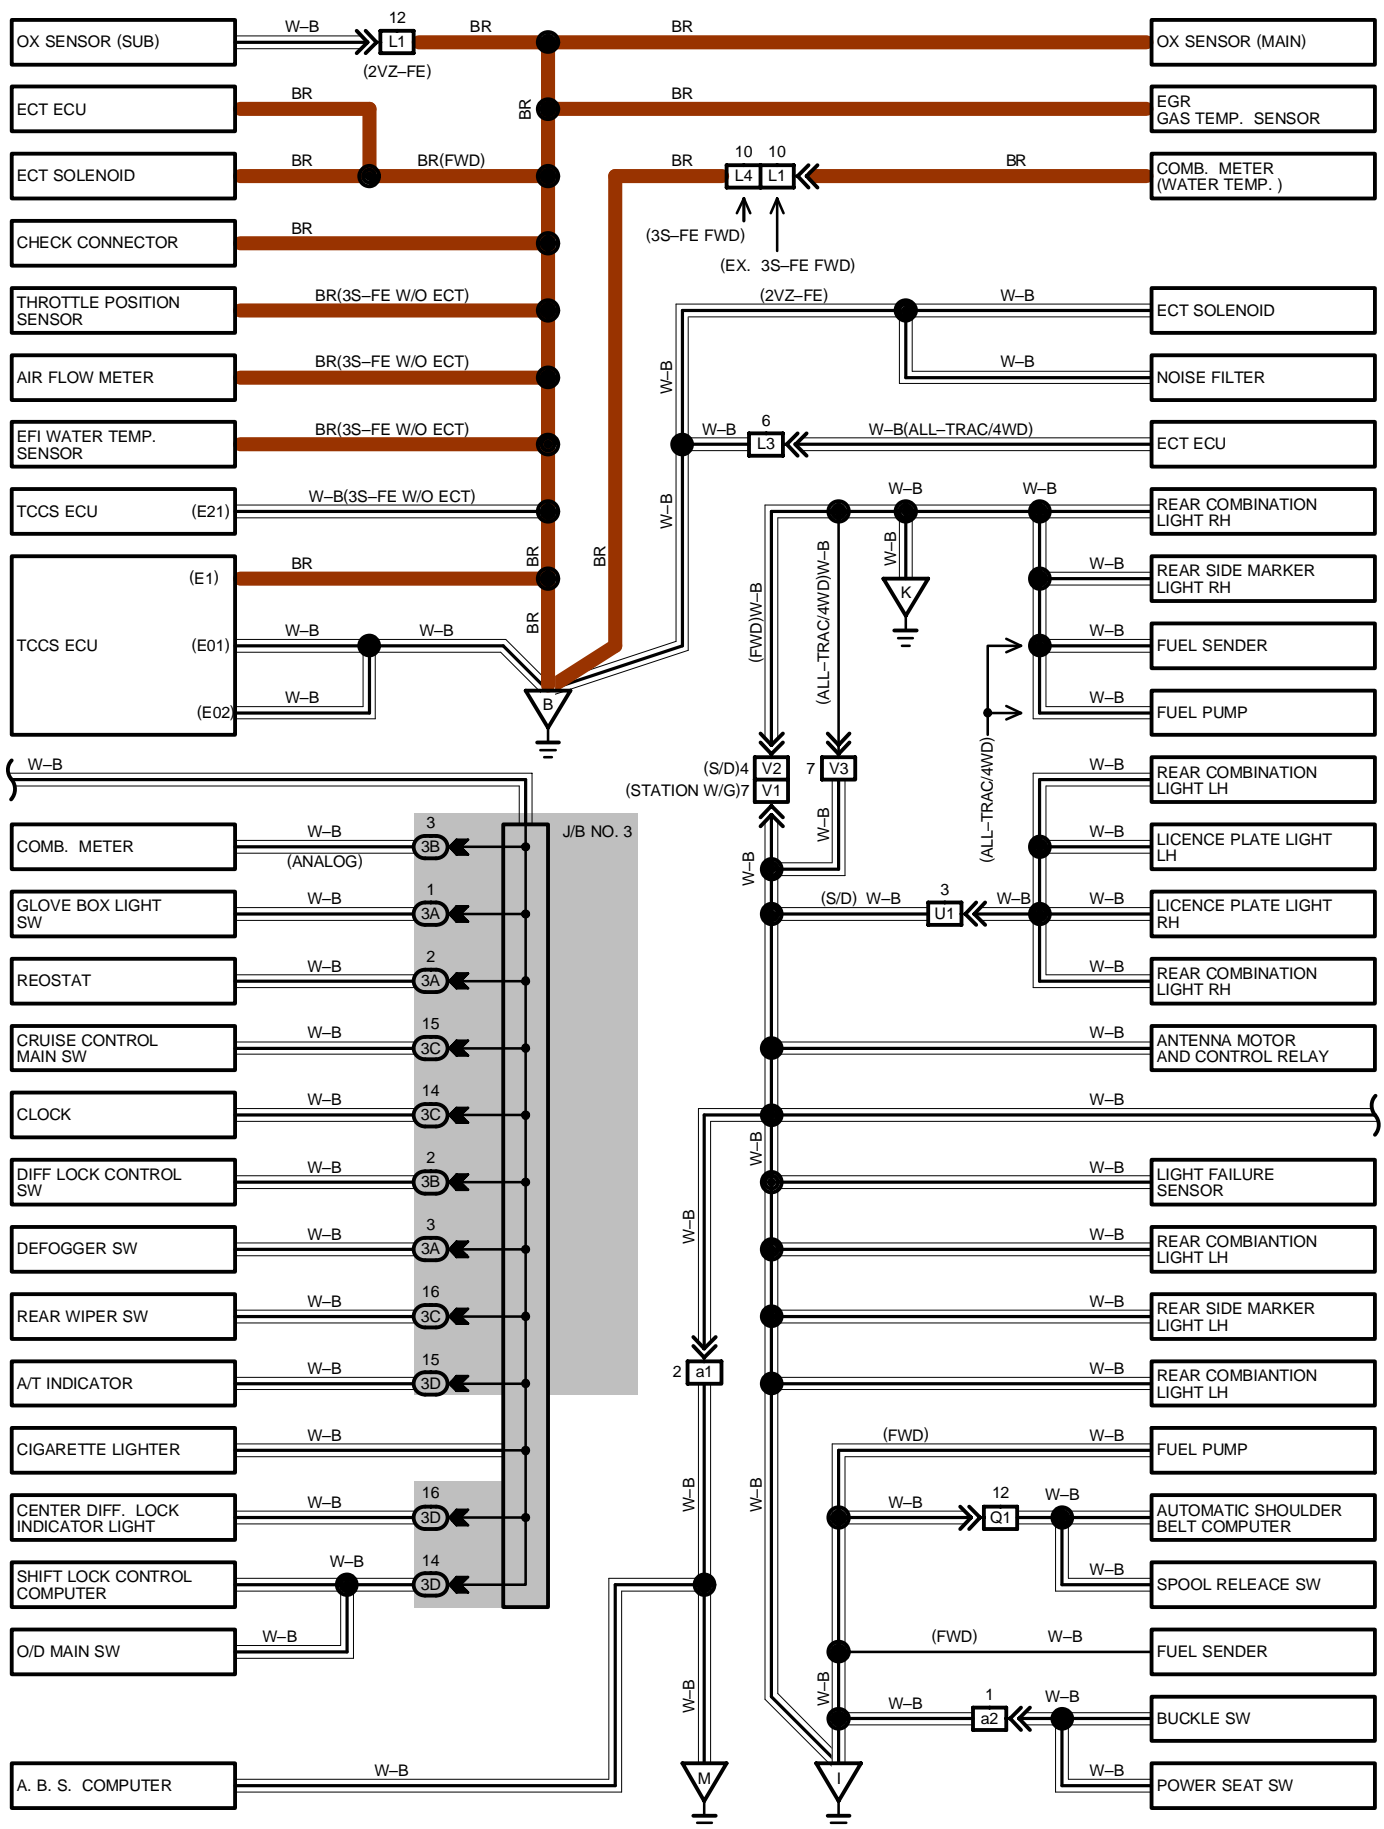 12
W–B
BR
BR
OX SENSOR (SUB)
L1
OX SENSOR (MAIN)
(2VZ–FE)
BR
BR
ECT ECU
BR
EGR
GAS TEMP. SENSOR
BR
BR(FWD)
10 10
BR
BR
ECT SOLENOID
L4 L1
COMB. METER
(WATER TEMP. )
BR
CHECK CONNECTOR
(3S–FE FWD)
(EX. 3S–FE FWD)
THROTTLE POSITION
SENSOR
BR(3S–FE W/O ECT)
(2VZ–FE)
W–B
ECT SOLENOID
AIR FLOW METER
BR(3S–FE W/O ECT)
W–B
W–B
NOISE FILTER
EFI WATER TEMP.
SENSOR
BR(3S–FE W/O ECT)
W–B
6
L3
W–B(ALL–TRAC/4WD)
ECT ECU
TCCS ECU (E21)
W–B(3S–FE W/O ECT)
W–B
W–B
W–B
REAR COMBINATION
LIGHT RH
TCCS ECU
(E1)
BR
BR
BR
W–B
K
W–B
REAR SIDE MARKER
LIGHT RH
(E01)
W–B
W–B
BR
(FWD)W–B
(ALL–TRAC/4WD)W–B
W–B
FUEL SENDER
(E02)
W–B
B
W–B
FUEL PUMP
(ALL–TRAC/4WD)
W–B
(S/D)4 V2
7 V3
(STATION W/G)7 V1
W–B
REAR COMBINATION
LIGHT LH
J/B NO. 3
COMB. METER
W–B
(ANALOG)
3
3B
W–B
W–B
W–B
LICENCE PLATE LIGHT
LH
GLOVE BOX LIGHT
SW
W–B
1
3A
(S/D) W–B
3
U1
W–B
W–B
LICENCE PLATE LIGHT
RH
REOSTAT
W–B
2
3A
W–B
REAR COMBINATION
LIGHT RH
CRUISE CONTROL
MAIN SW
W–B
15
3C
W–B
ANTENNA MOTOR
AND CONTROL RELAY
CLOCK
W–B
14
3C
W–B
W–B
DIFF LOCK CONTROL
SW
W–B
2
3B
W–B
LIGHT FAILURE
SENSOR
W–B
DEFOGGER SW
W–B
3
3A
W–B
REAR COMBIANTION
LIGHT LH
REAR WIPER SW
W–B
16
3C
W–B
REAR SIDE MARKER
LIGHT LH
A/T INDICATOR
W–B
15
3D
2 a1
W–B
REAR COMBIANTION
LIGHT LH
CIGARETTE LIGHTER
W–B
(FWD)
W–B
FUEL PUMP
CENTER DIFF. LOCK
INDICATOR LIGHT
W–B
16
3D
W–B
W–B
W–B
12
Q1
W–B
AUTOMATIC SHOULDER
BELT COMPUTER
SHIFT LOCK CONTROL
COMPUTER
W–B
14
3D
W–B
SPOOL RELEACE SW
O/D MAIN SW
W–B
(FWD)
W–B
FUEL SENDER
W–B
W–B
W–B
1
a2
W–B
BUCKLE SW
A. B. S. COMPUTER
W–B
M
I
W–B
POWER SEAT SW